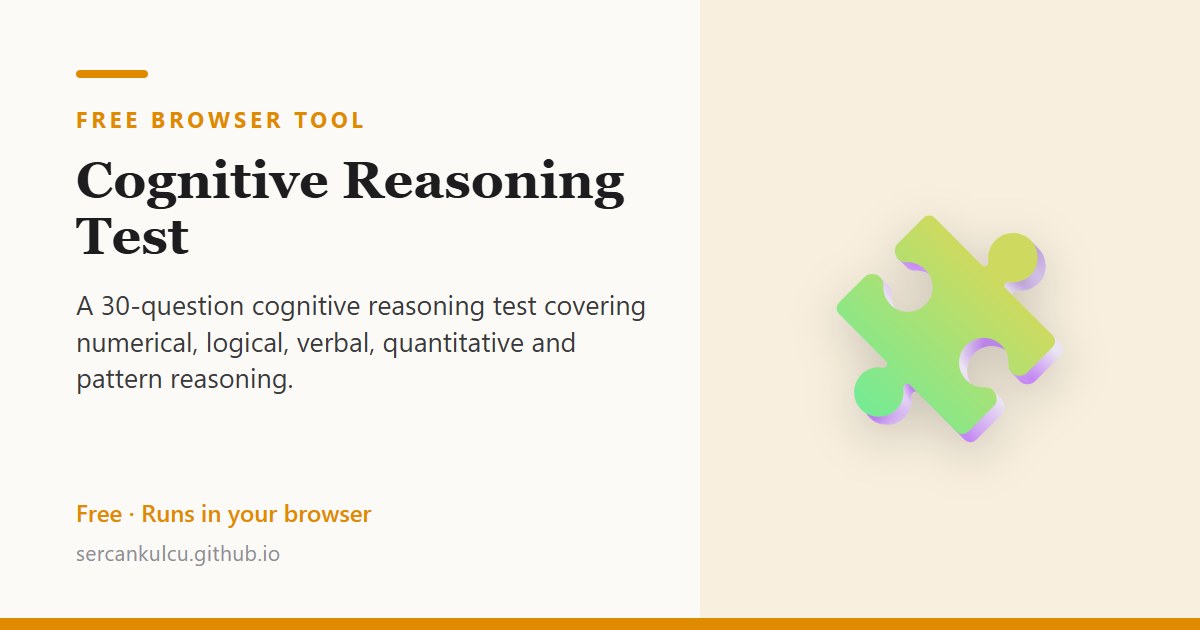 FREE BROWSER TOOL
Cognitive Reasoning
Test
A 30-question cognitive reasoning test covering
numerical, logical, verbal, quantitative and
pattern reasoning.
Free · Runs in your browser
sercankulcu.github.io